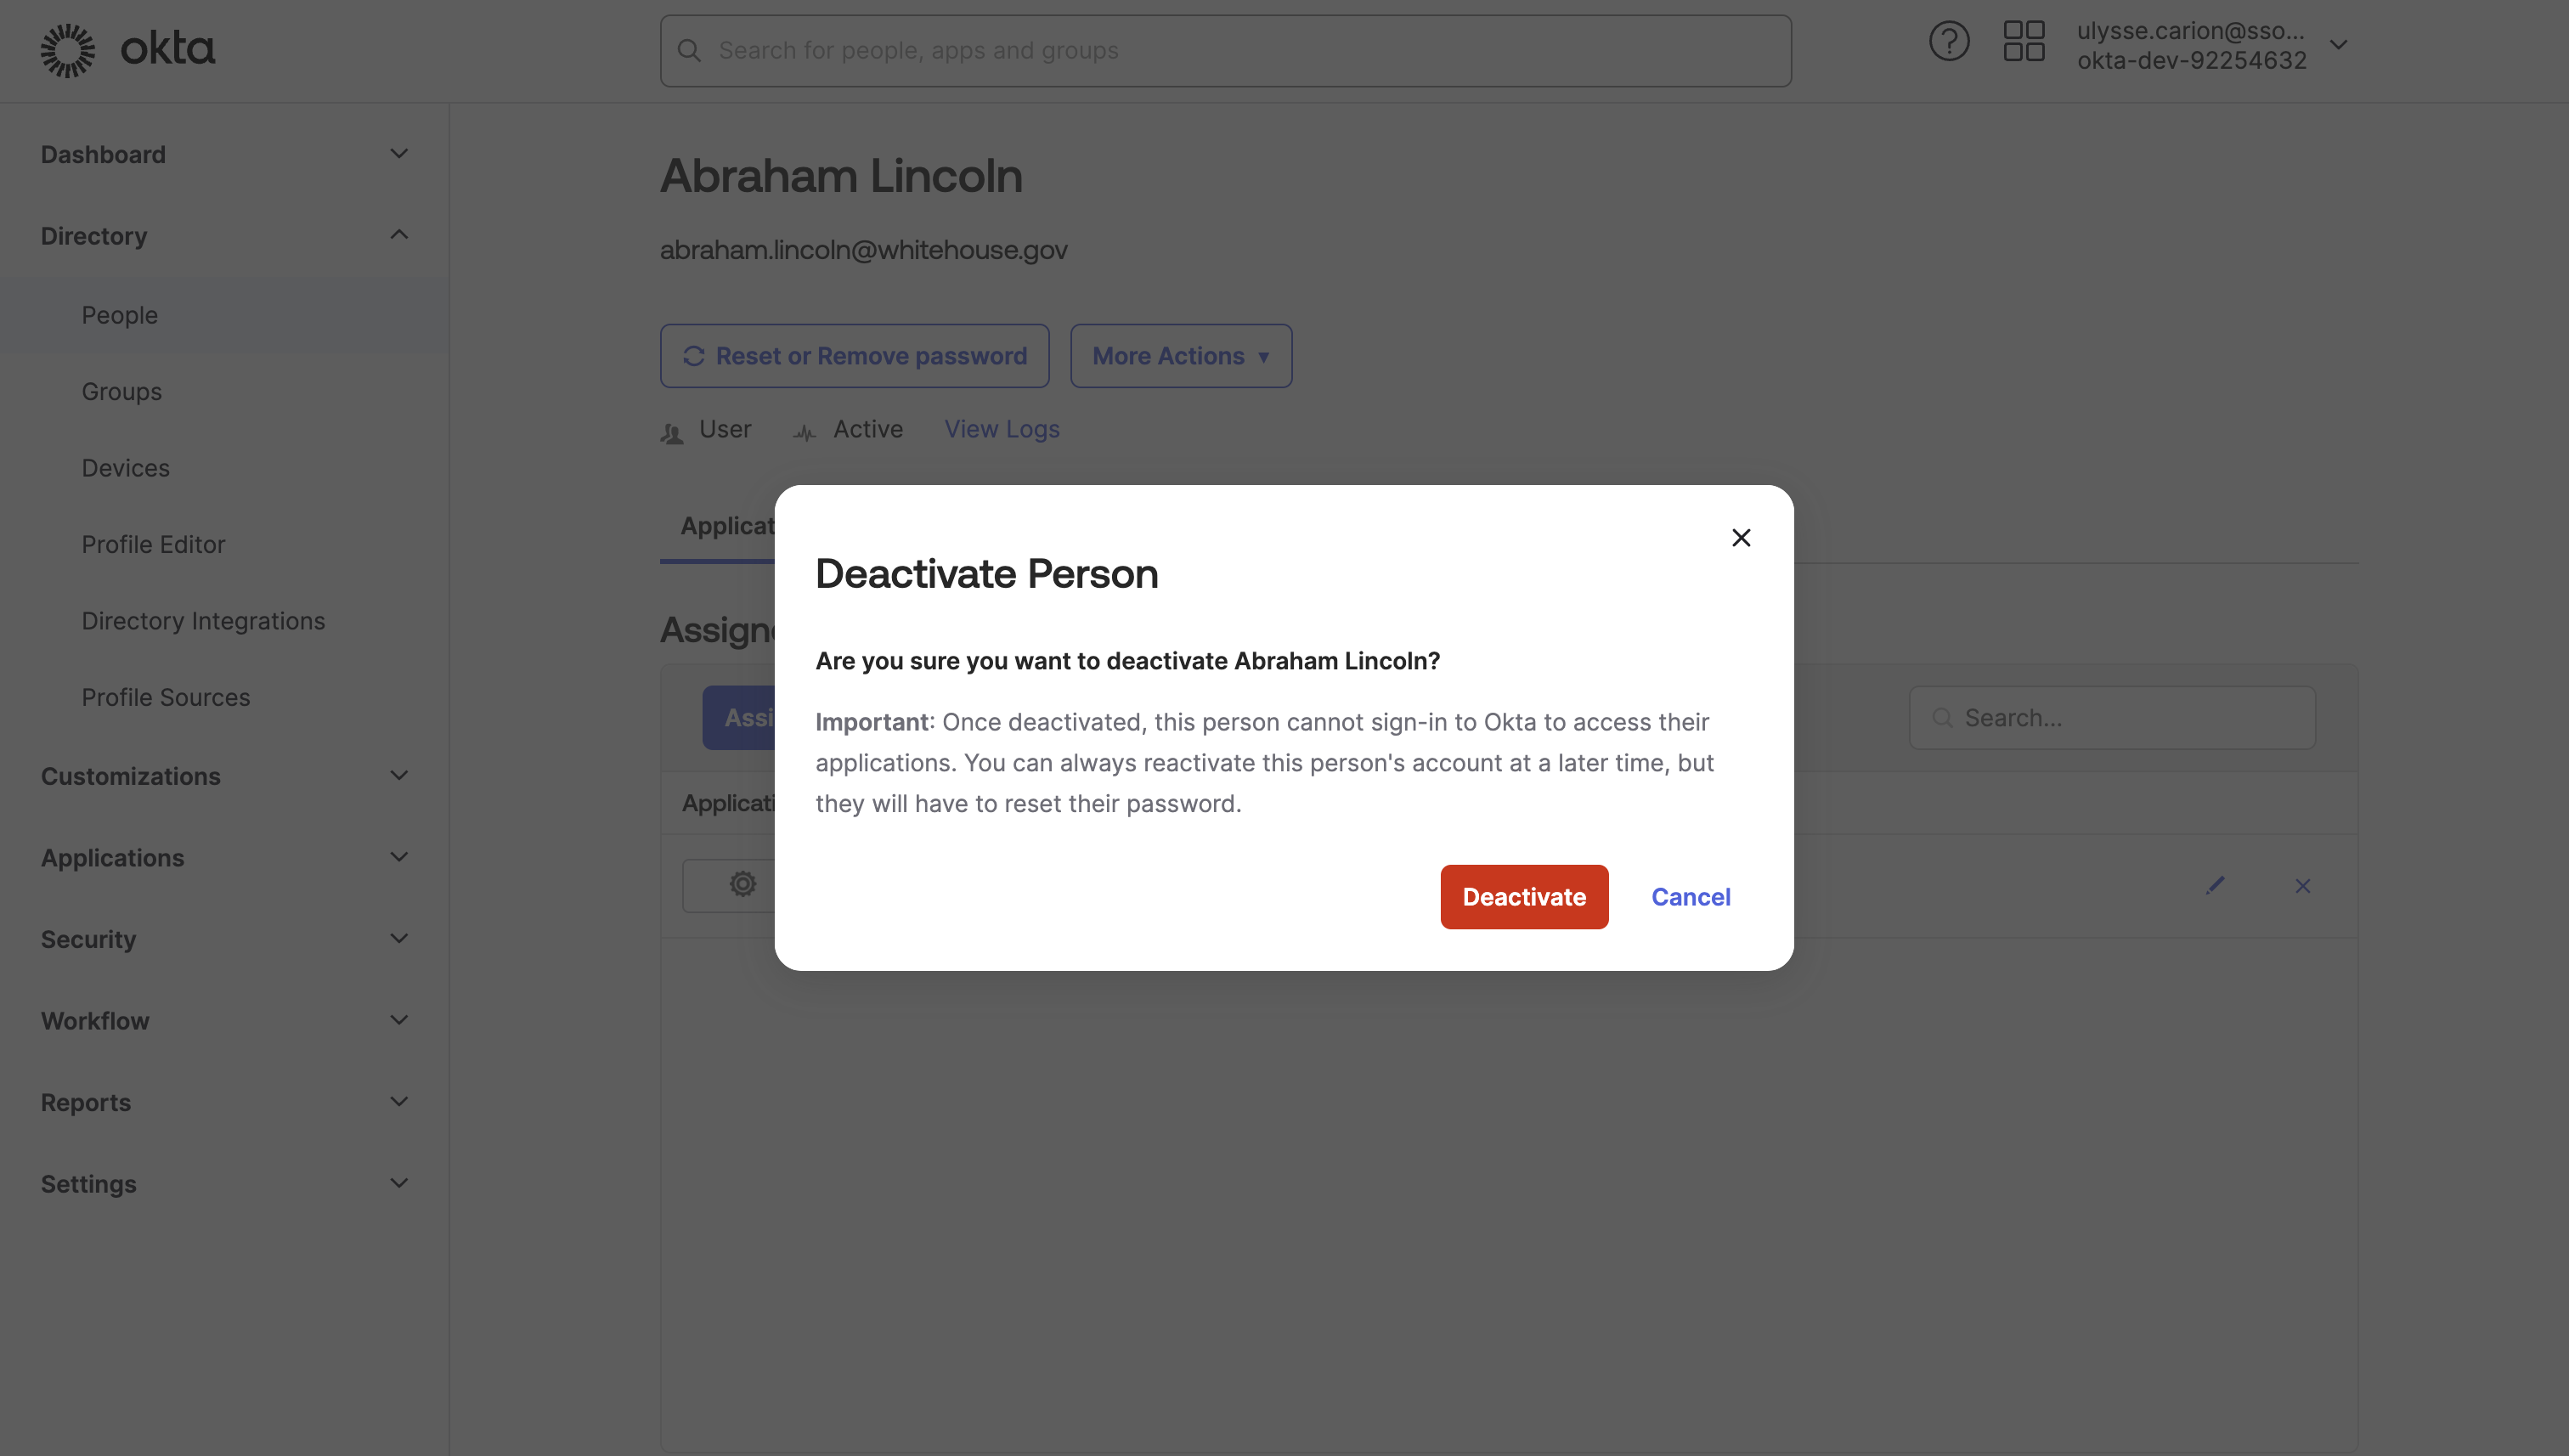 okta
Search for people, apps and groups
ulysse.carion@sso...
okta-dev-92254632
Dashboard
Directory
People
Groups
Devices
Profile Editor
Directory Integrations
Profile Sources
Customizations
Applications
Security
Workflow
Reports
Settings
Abraham Lincoln
abraham.lincoln@whitehouse.gov
Reset or Remove password
More Actions
User Active View Logs
Applicat
Assign
Assi
Search...
Applicati
Deactivate Person
Are you sure you want to deactivate Abraham Lincoln?
Important: Once deactivated, this person cannot sign-in to Okta to access their
applications. You can always reactivate this person's account at a later time, but
they will have to reset their password.
Deactivate Cancel